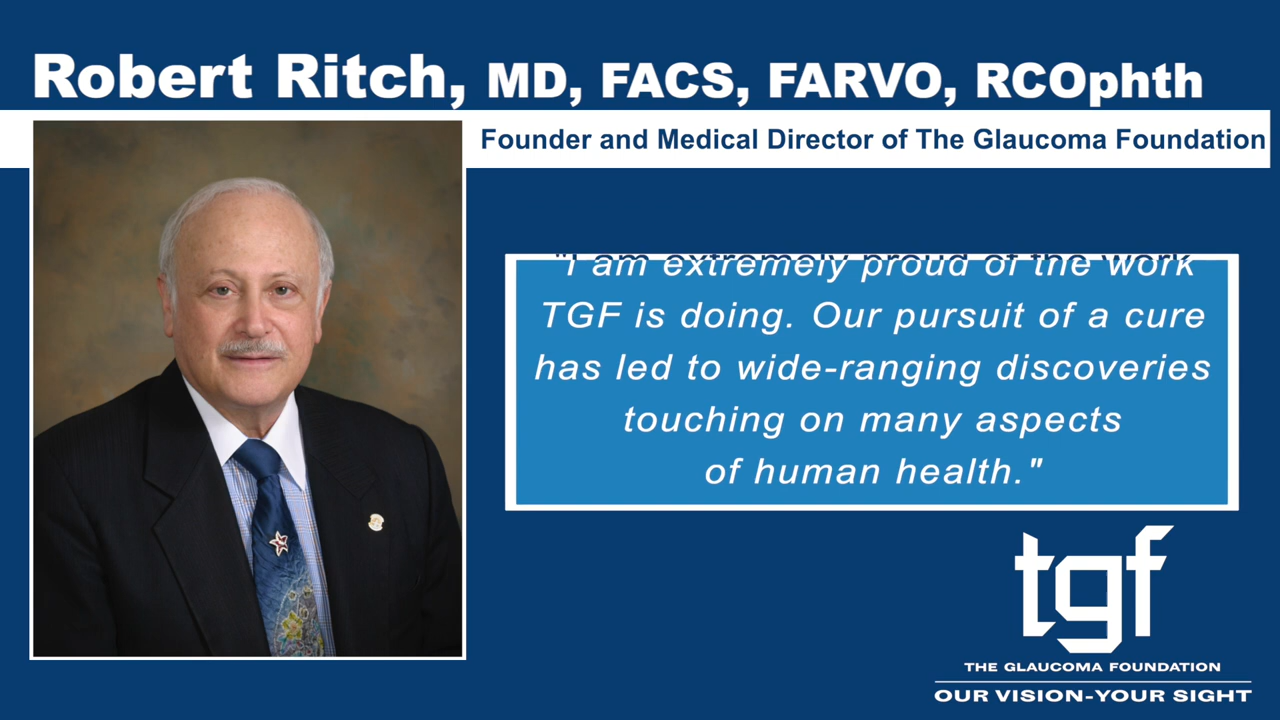 Robert Ritch, MD, FACS, FARVO, RCOphth
Founder and Medical Director of The Glaucoma Foundation
"I am extremely proud of the work
TGF is doing. Our pursuit of a cure
has led to wide-ranging discoveries
touching on many aspects
of human health."
tgf
THE GLAUCOMA FOUNDATION
OUR VISION-YOUR SIGHT